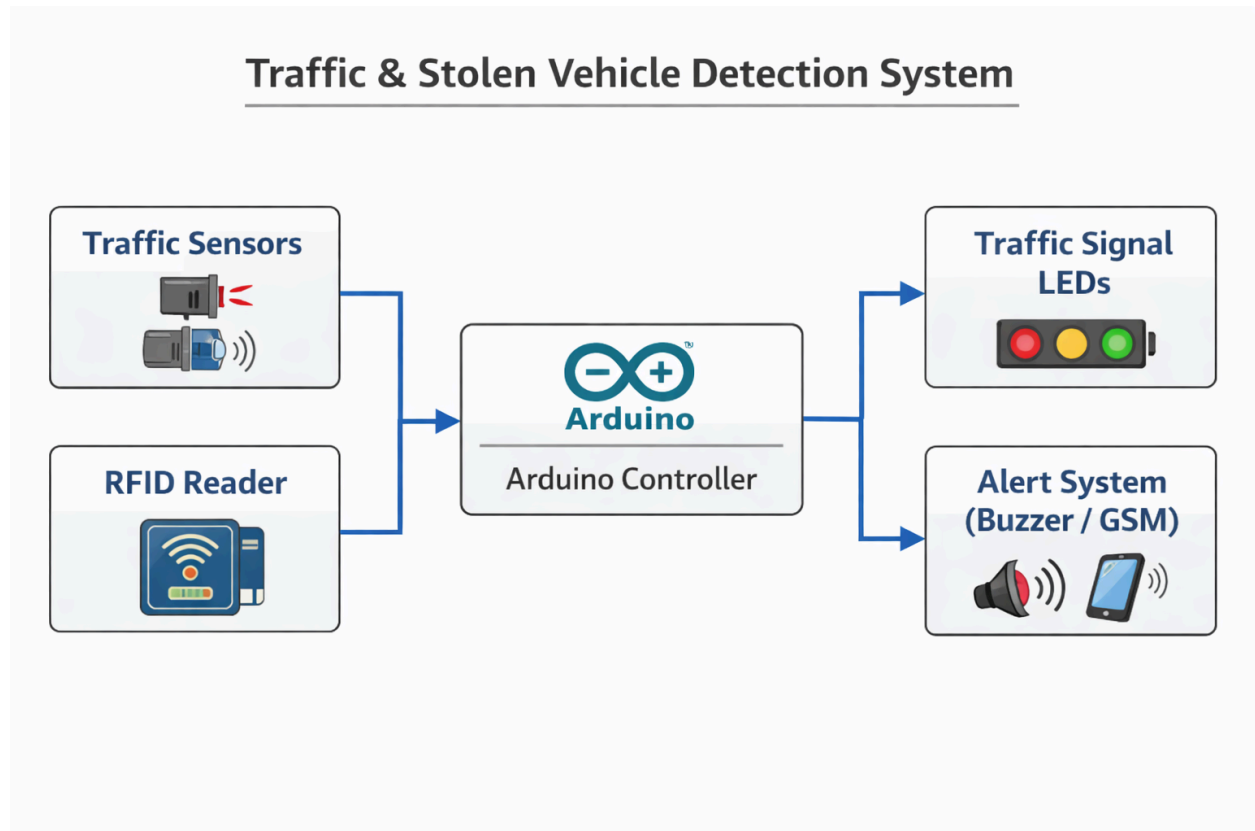 Traffic & Stolen Vehicle Detection System
Traffic Sensors
RFID Reader
Arduino
Arduino Controller
Traffic Signal
LEDs
Alert System
(Buzzer / GSM)